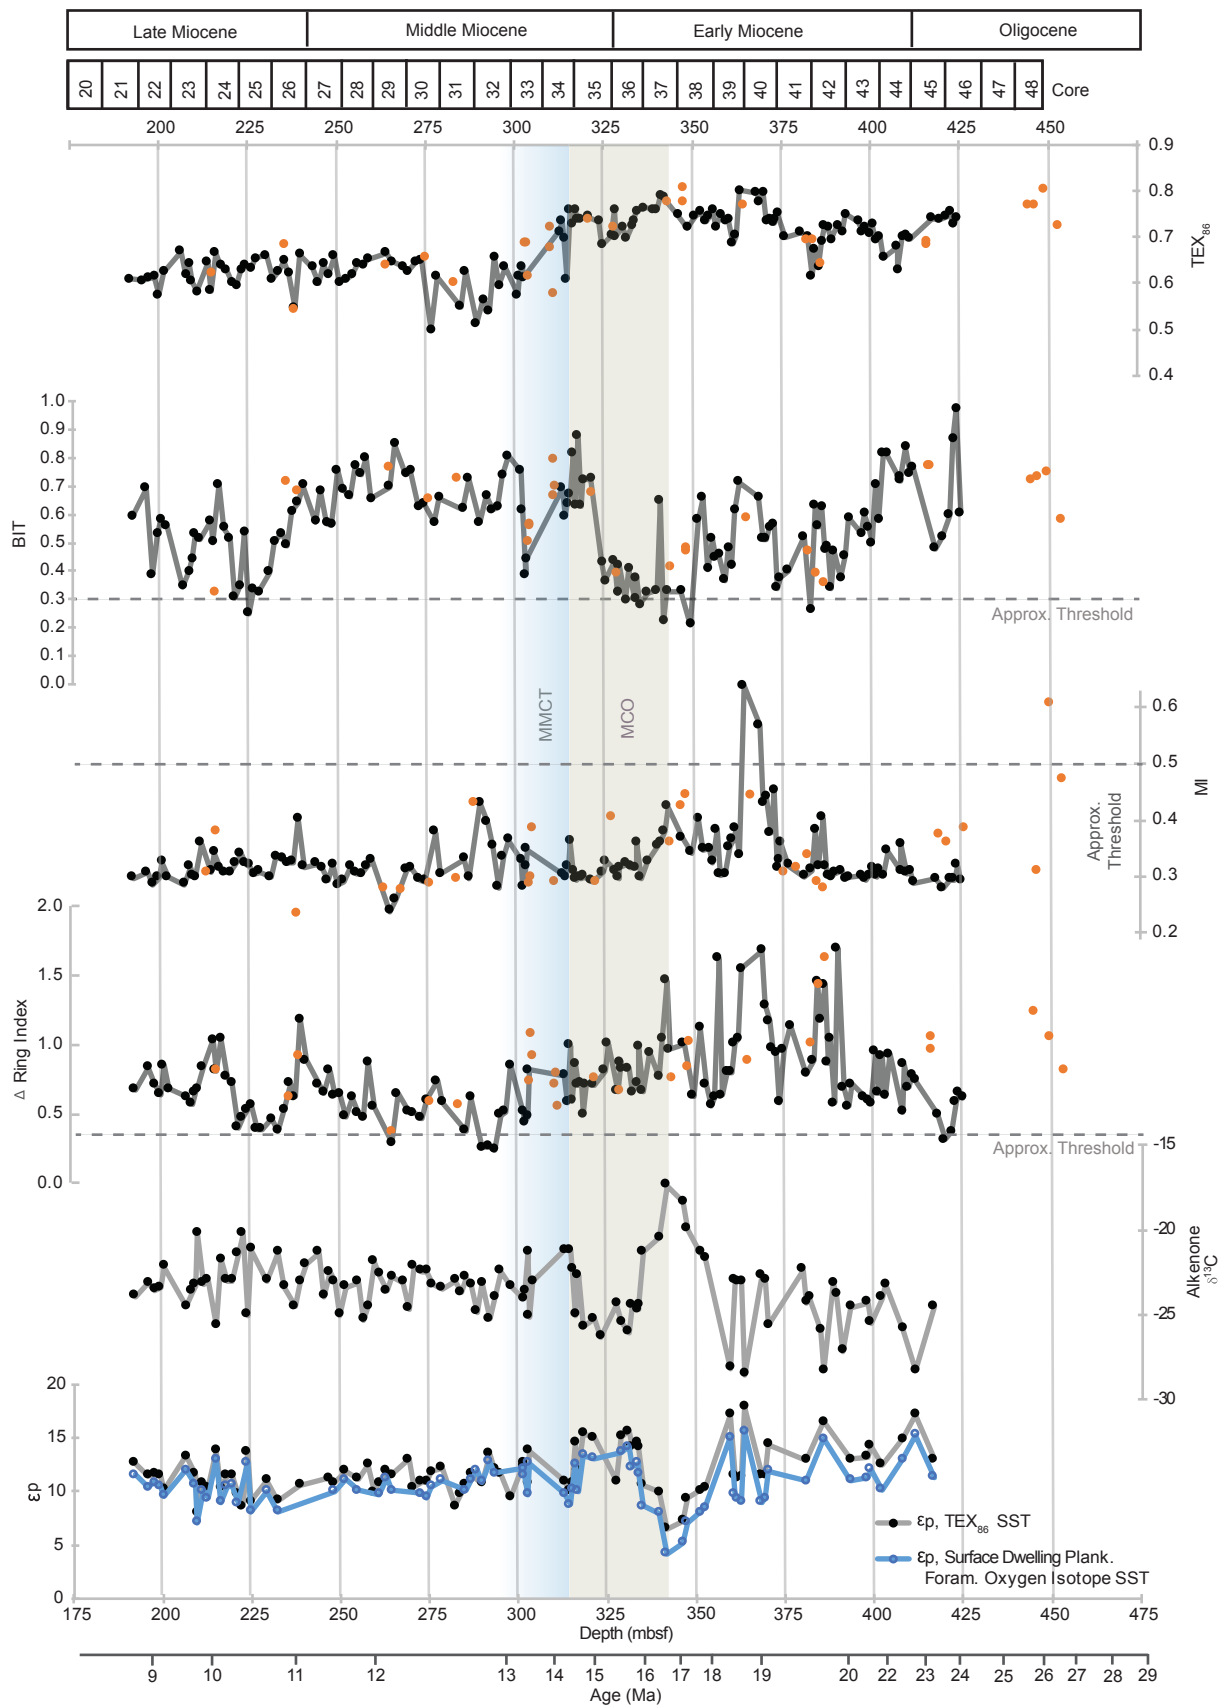 Late Miocene Middle Miocene Early Miocene Oligocene
20 21 22 23 24 25 26 27 28 29 30 31 32 33 34 35 36 37 38 39 40 41 42 43 44 45 46 47 48 Core
200 225 250 275 300 325 350 375 400 425 450
0.9
0.8
0.7
0.6
0.5
0.4
TEX86
1.0
0.9
0.8
0.7
0.6
0.5
0.4
0.3
0.2
0.1
0.0
BIT
Approx. Threshold
MMCT
MCO
0.6
0.5
0.4
0.3
0.2
MI
Approx.
Threshold
2.0
1.5
1.0
0.5
0.0
Δ Ring Index
Approx. Threshold
-15
-20
-25
-30
Alkenone
δ13C
20
15
10
5
0
εp
εp, TEX86 SST
εp, Surface Dwelling Plank.
Foram. Oxygen Isotope SST
175 200 225 250 275 300 325 350 375 400 425 450 475
Depth (mbsf)
9 10 11 12 13 14 15 16 17 18 19 20 22 23 24 26 27 28 29
Age (Ma)